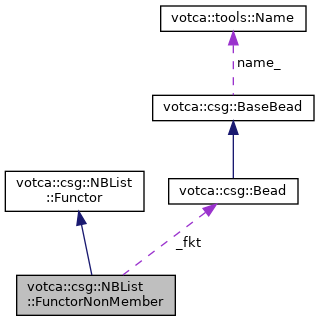 votca::tools::Name
name_
votca::csg::BaseBead
votca::csg::NBList
::Functor
votca::csg::Bead
_fkt
votca::csg::NBList
::FunctorNonMember